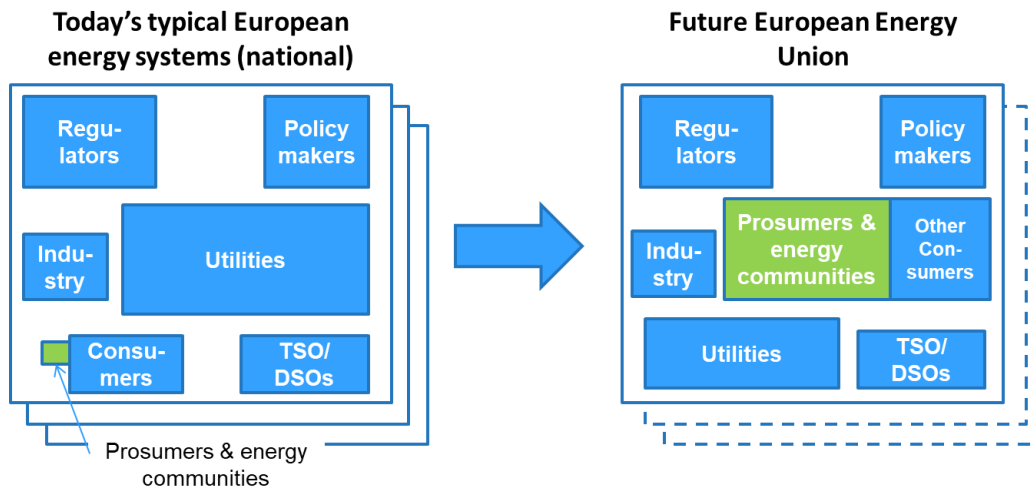 Today’s typical European
energy systems (national)
Regu-
lators
Policy
makers
Indu-
stry
Utilities
Consu-
mers
TSO/
DSOs
Prosumers & energy
communities
Future European Energy
Union
Regu-
lators
Policy
makers
Indu-
stry
Prosumers &
energy
communities
Other
Con-
sumers
Utilities
TSO/
DSOs